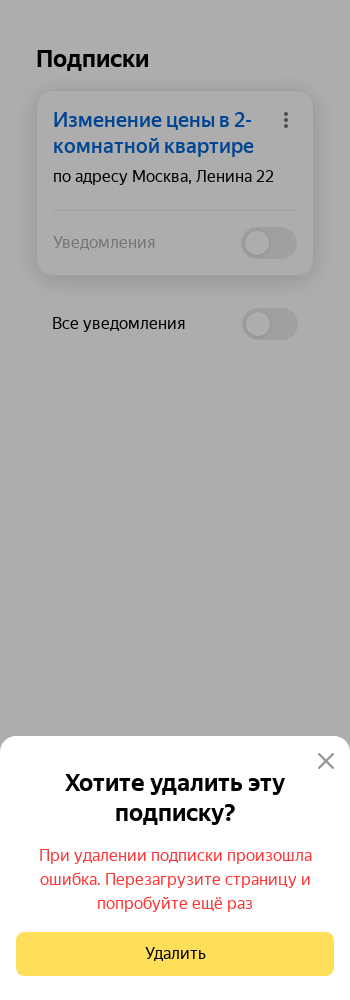 Подписки
Изменение цены в 2-
комнатной квартире
по адресу Москва, Ленина 22
Уведомления
Все уведомления
Хотите удалить эту
подписку?
При удалении подписки произошла
ошибка. Перезагрузите страницу и
попробуйте ещё раз
Удалить